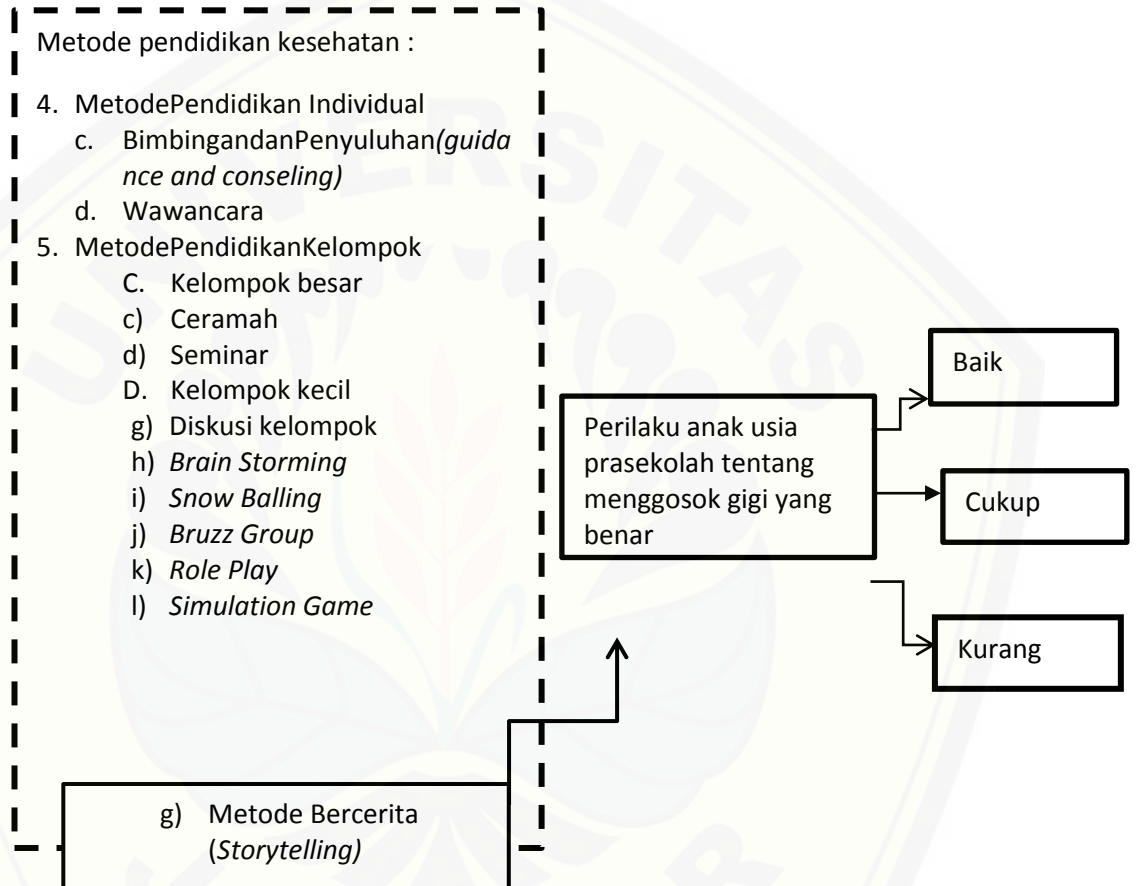 Metode pendidikan kesehatan :
4. MetodePendidikan Individual
c. BimbingandanPenyuluhan(guida
nce and conseling)
d. Wawancara
5. MetodePendidikanKelompok
C. Kelompok besar
c) Ceramah
d) Seminar
D. Kelompok kecil
g) Diskusi kelompok
h) Brain Storming
i) Snow Balling
j) Bruzz Group
k) Role Play
l) Simulation Game
g) Metode Bercerita
(Storytelling)
Perilaku anak usia
prasekolah tentang
menggosok gigi yang
benar
Baik
Cukup
Kurang
UNIVERSITAS